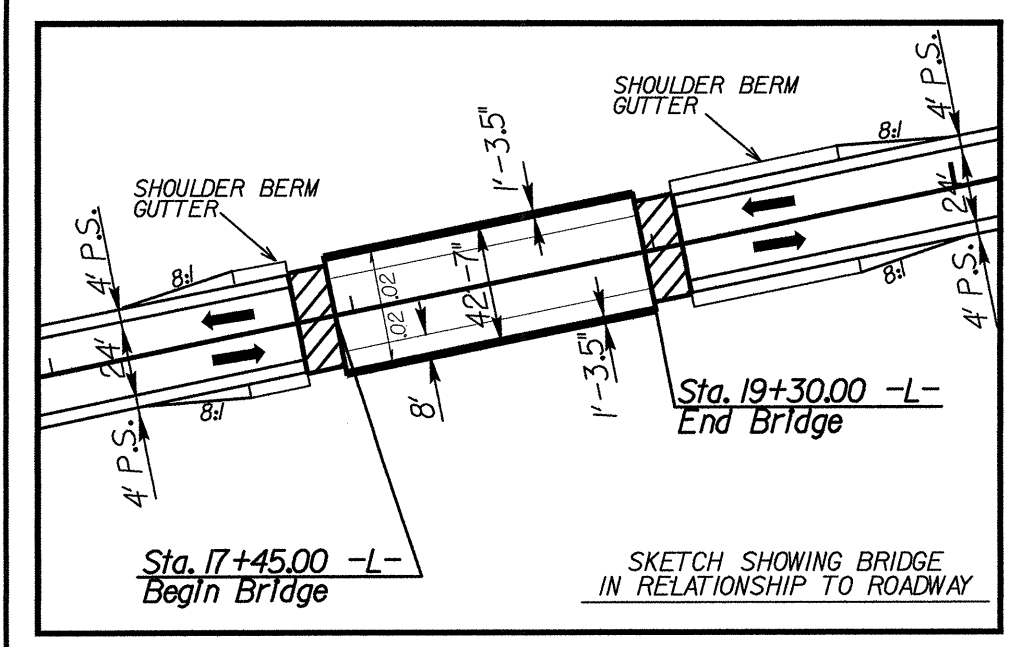 4' P.S.
SHOULDER BERM
GUTTER
8:1
1'-3.5"
SHOULDER BERM
GUTTER
8:1
4' P.S.
24'
.02
.02
42'-7"
24'
8:1
4' P.S.
8'
1'-3.5"
8:1
4' P.S.
Sta. 19+30.00 -L-
End Bridge
Sta. 17+45.00 -L-
Begin Bridge
SKETCH SHOWING BRIDGE
IN RELATIONSHIP TO ROADWAY